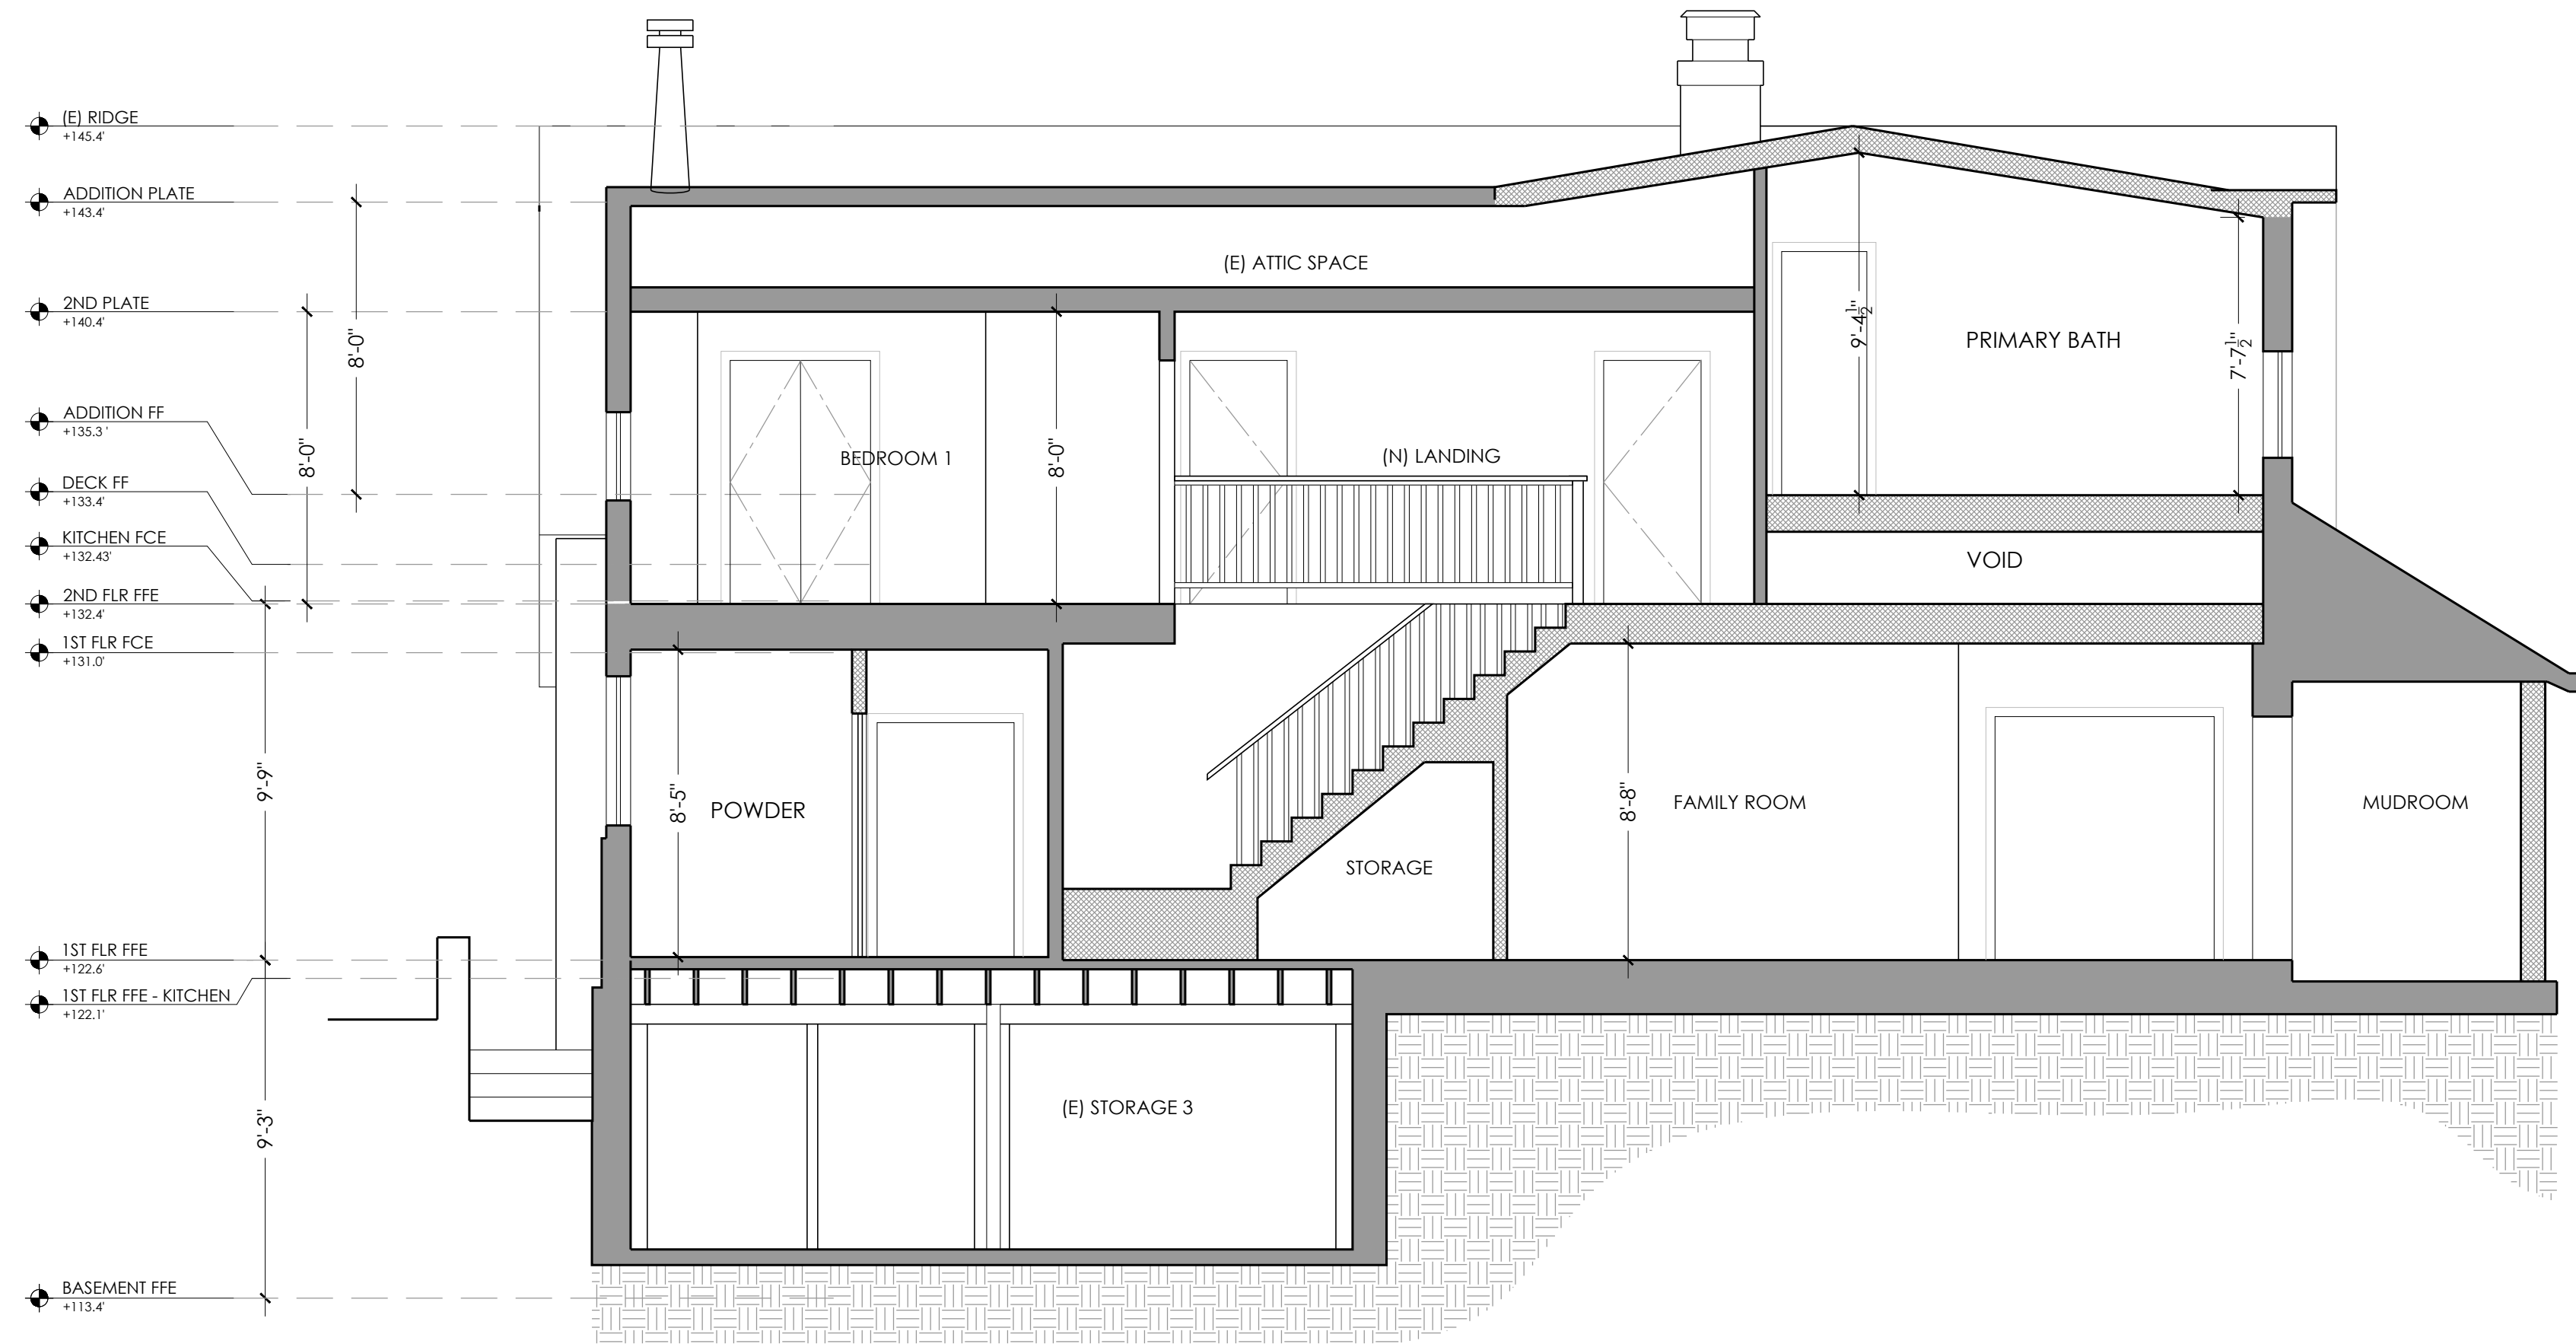 (E) RIDGE
+145.4'
ADDITION PLATE
+143.4'
2ND PLATE
+140.4'
ADDITION FF
+135.3 '
DECK FF
+133.4'
KITCHEN FCE
+132.43'
2ND FLR FFE
+132.4'
1ST FLR FCE
+131.0'
1ST FLR FFE
+122.6'
1ST FLR FFE - KITCHEN
+122.1'
BASEMENT FFE
+113.4'
8'-0"
8'-0"
9'-9"
9'-3"
(E) ATTIC SPACE
BEDROOM 1
8'-0"
(N) LANDING
9'-4 1/2"
PRIMARY BATH
7'-7 1/2"
VOID
8'-5"
POWDER
STORAGE
8'-8"
FAMILY ROOM
MUDROOM
(E) STORAGE 3